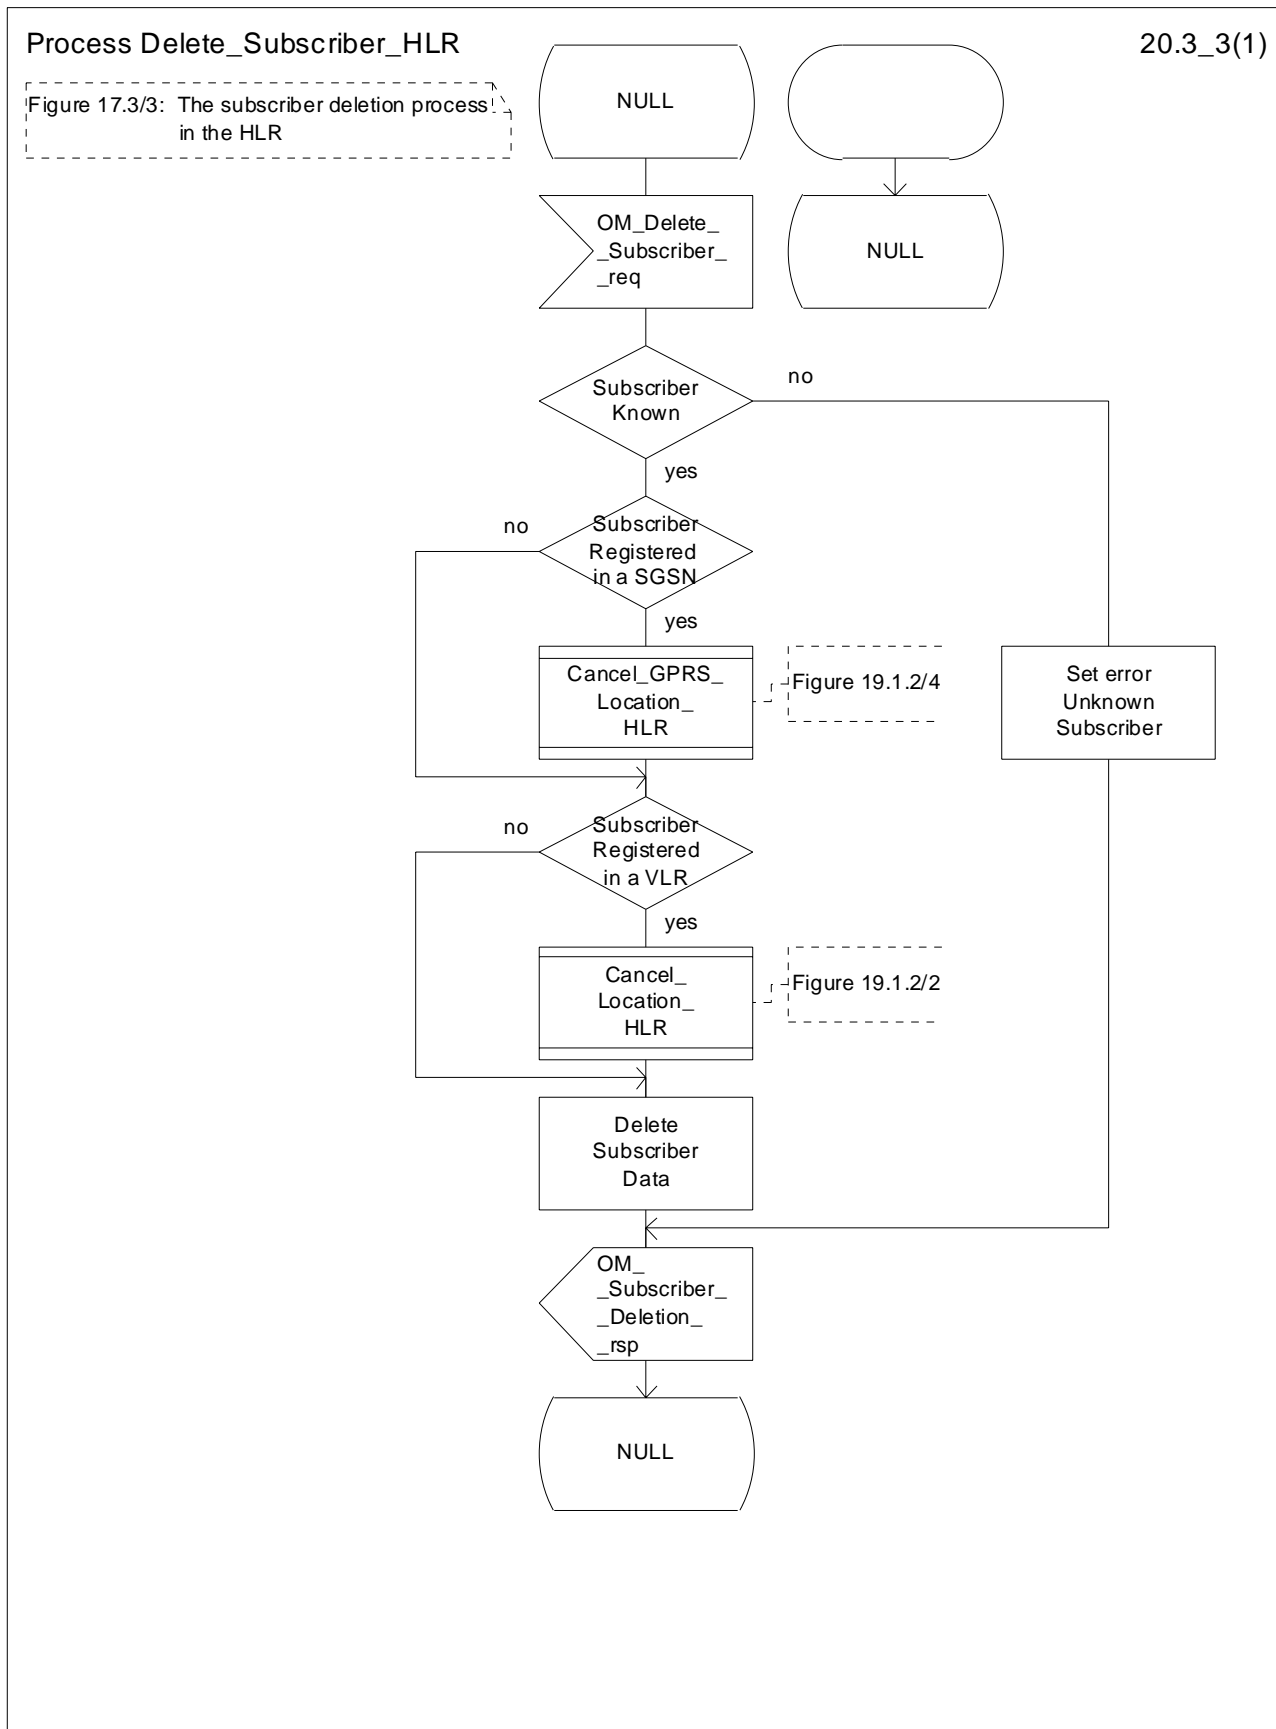 Process Delete_Subscriber_HLR
20.3_3(1)
Figure 17.3/3: The subscriber deletion process
in the HLR
NULL
OM_Delete_
_Subscriber_
_req
NULL
Subscriber
Known
no
yes
Subscriber
Registered
in a SGSN
no
yes
Cancel_GPRS_
Location_
HLR
Figure 19.1.2/4
Set error
Unknown
Subscriber
Subscriber
Registered
in a VLR
no
yes
Cancel_
Location_
HLR
Figure 19.1.2/2
Delete
Subscriber
Data
OM_
_Subscriber_
_Deletion_
_rsp
NULL